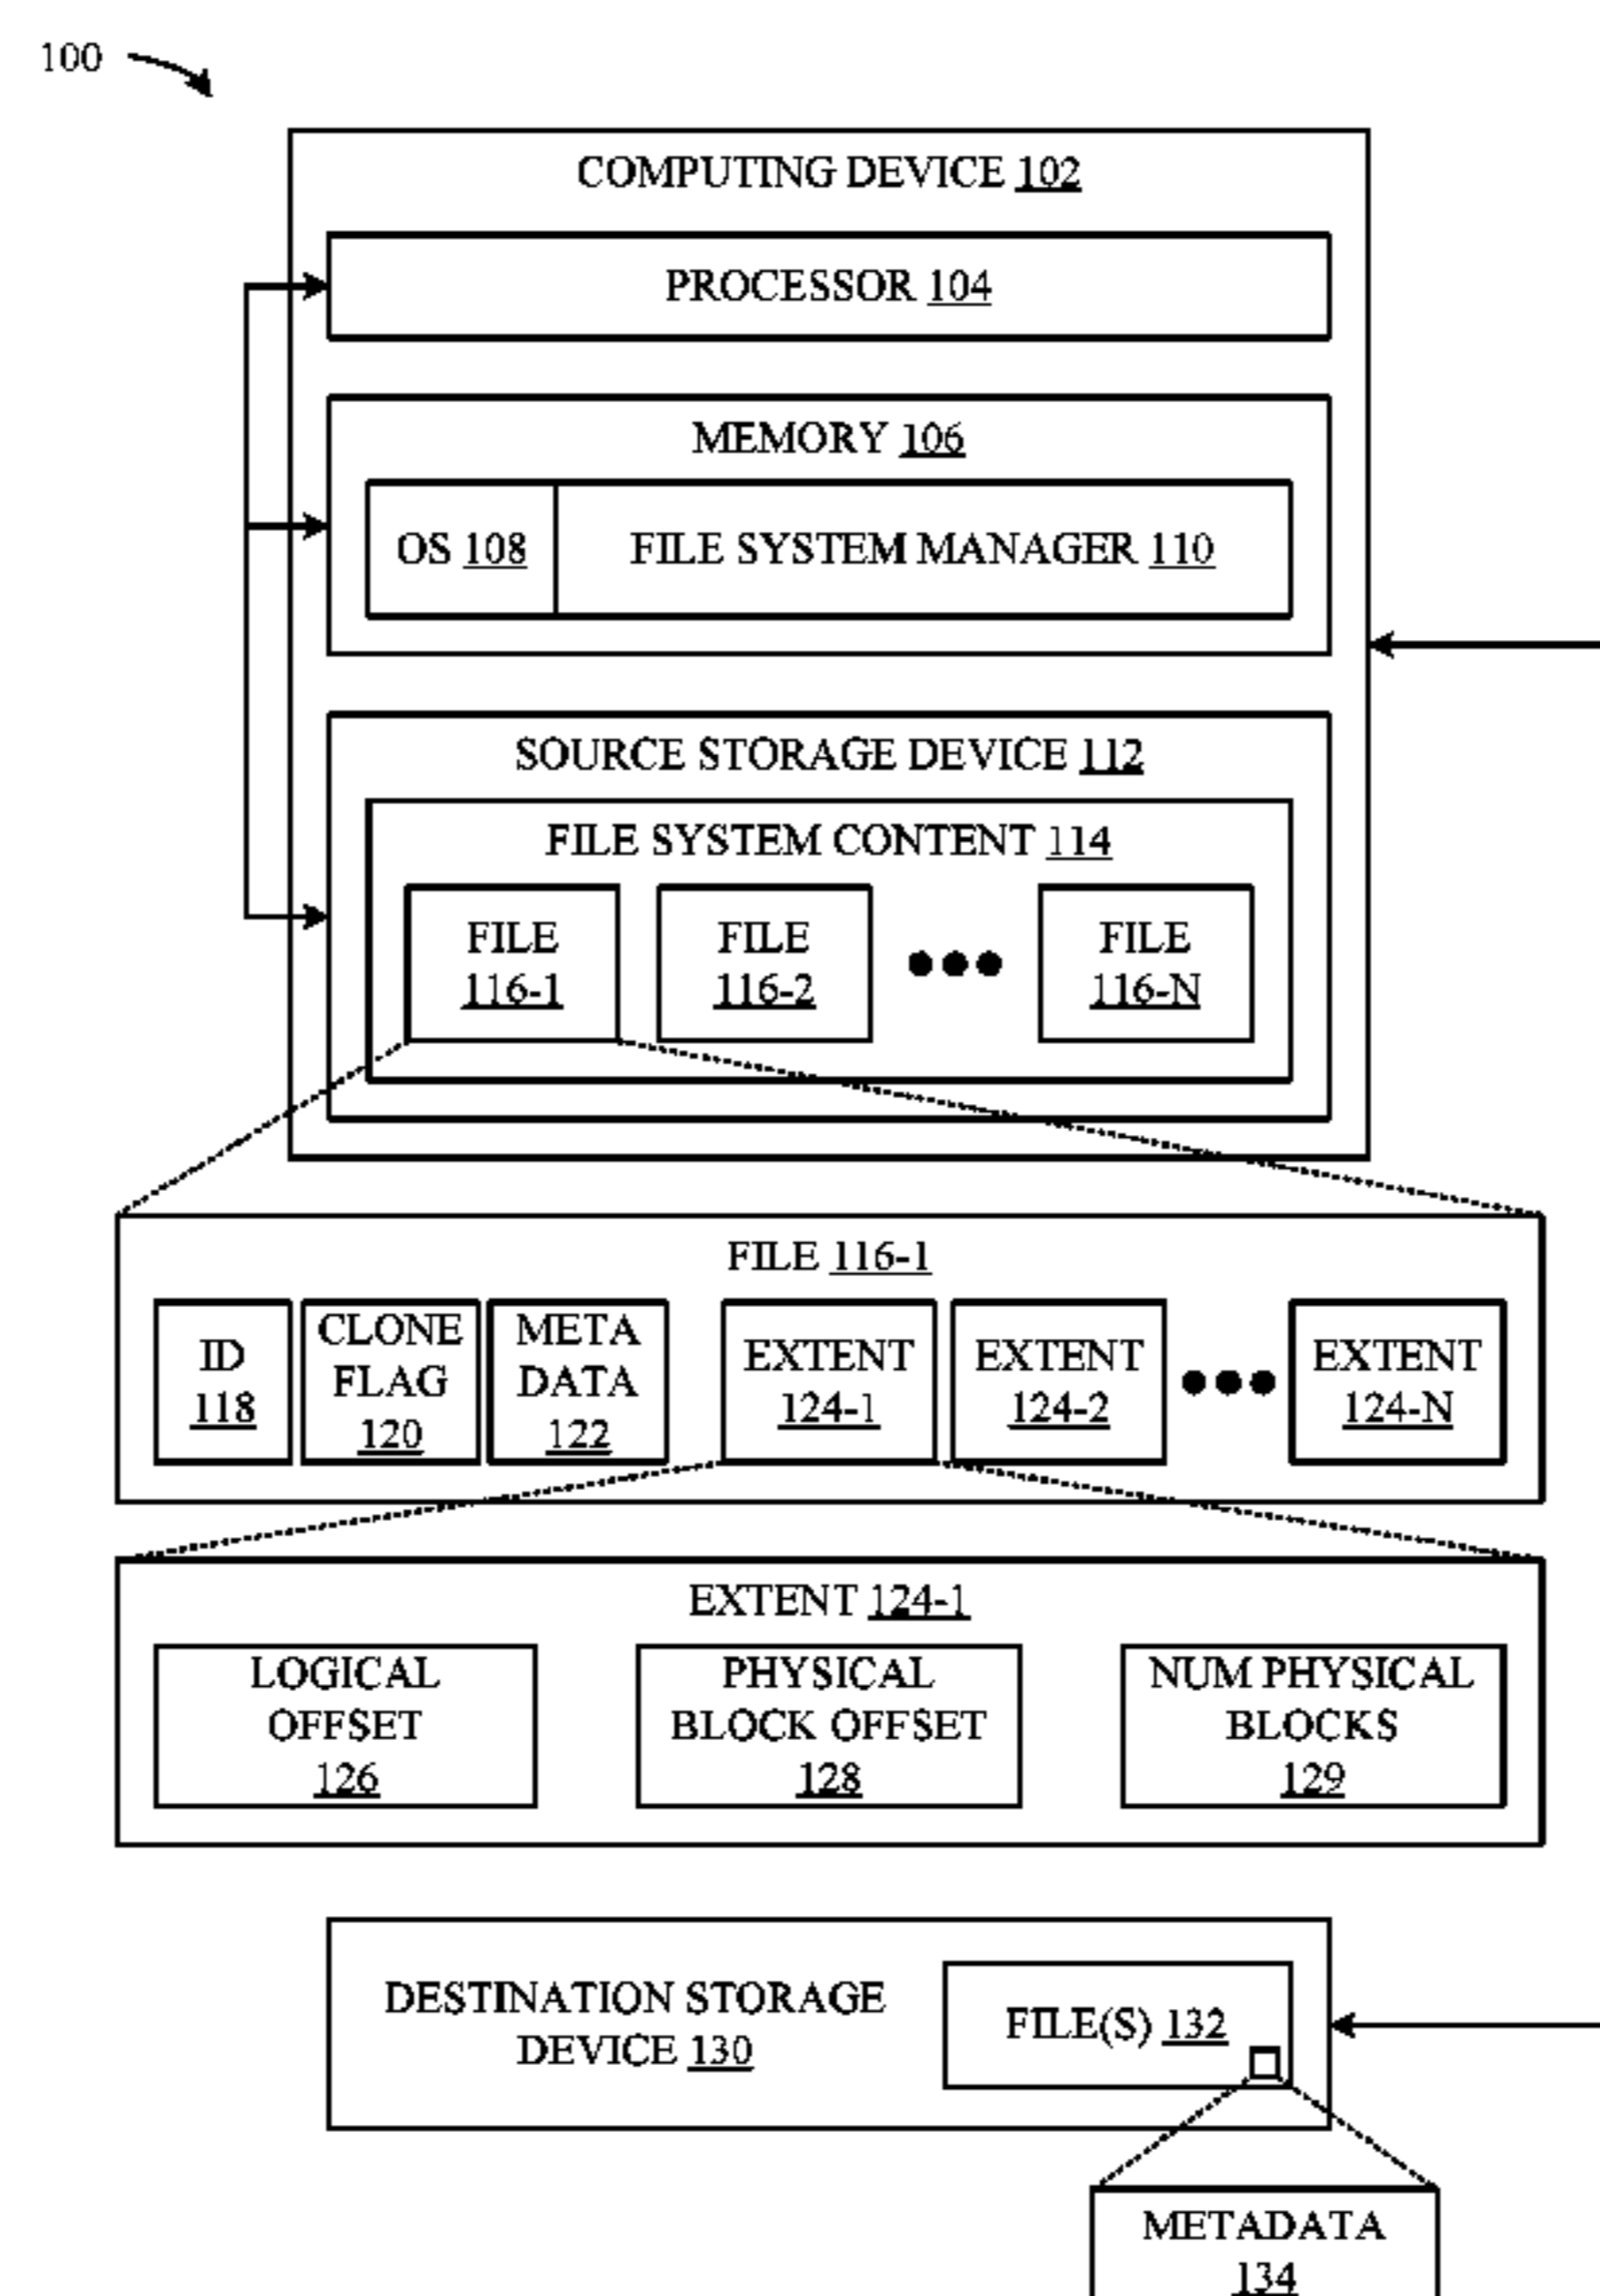 100
COMPUTING DEVICE 102
PROCESSOR 104
MEMORY 106
OS 108
FILE SYSTEM MANAGER 110
SOURCE STORAGE DEVICE 112
FILE SYSTEM CONTENT 114
FILE
116-1
FILE
116-2
FILE
116-N
FILE 116-1
ID
118
CLONE
FLAG
120
META
DATA
122
EXTENT
124-1
EXTENT
124-2
EXTENT
124-N
EXTENT 124-1
LOGICAL
OFFSET
126
PHYSICAL
BLOCK OFFSET
128
NUM PHYSICAL
BLOCKS
129
DESTINATION STORAGE
DEVICE 130
FILE(S) 132
METADATA
134